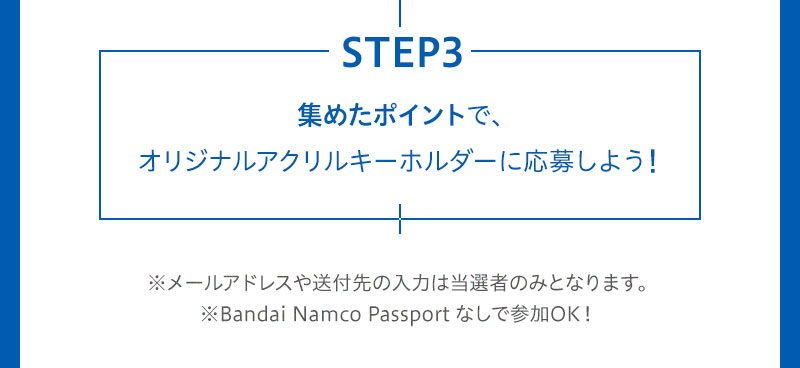 STEP3
集めたポイントで、
オリジナルアクリルキーホルダーに応募しよう！
※メールアドレスや送付先の入力は当選者のみとなります。
※Bandai Namco Passport なしで参加OK！